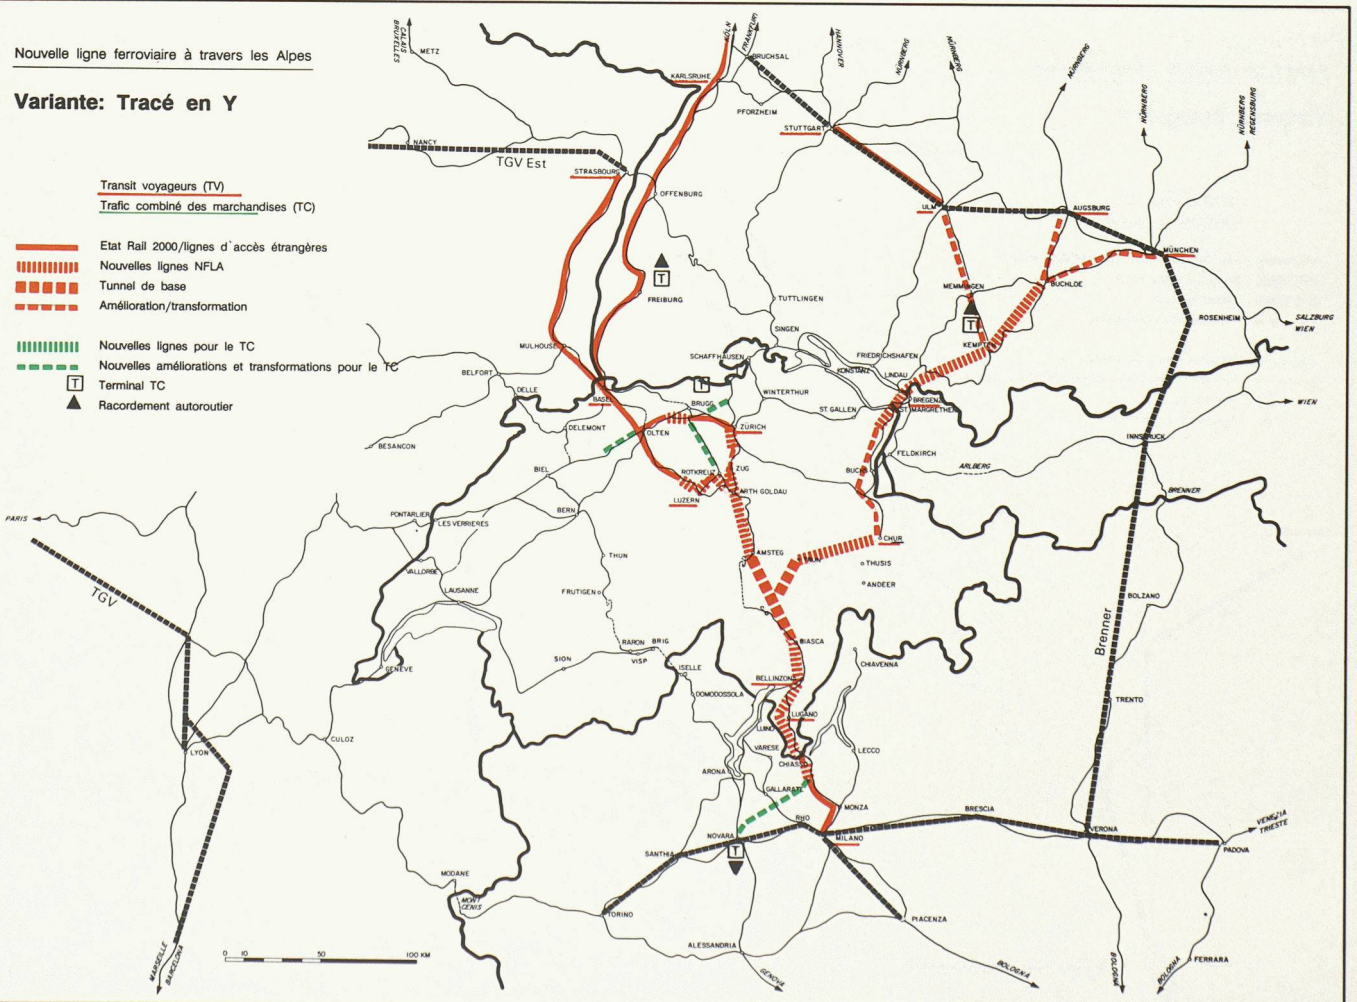 Nouvelle ligne ferroviaire à travers les Alpes
Variante: Tracé en Y
Transit voyageurs (TV)
Trafic combiné des marchandises (TC)
Etat Rail 2000/lignes d`accès étrangères
Nouvelles lignes NFLA
Tunnel de base
Amélioration/transformation
Nouvelles lignes pour le TC
Nouvelles améliorations et transformations pour le TC
T
Terminal TC
Racordement autoroutier
CALAIS
BRUXELLES
METZ
KÖLN
FRANKFURT
BRUCHSAL
HANNOVER
NÜRNBERG
NÜRNBERG
NÜRNBERG
NÜRNBERG
NÜRNBERG
REGENSBURG
KARLSRUHE
PFORZHEIM
STUTTGART
NANCY
TGV Est
STRASBOURG
OFFENBURG
ULM
AUGSBURG
MÜNCHEN
T
FREIBURG
TUTTLINGEN
MEMMINGEN
BUCHLOE
T
ROSENHEIM
SALZBURG
WIEN
SINGEN
KEMPTEN
MULHOUSE
SCHAFFHAUSEN
FRIEDRICHSHAFEN
KONSTANZ
LINDAU
BELFORT
DELLE
T
BASEL
BRUGG
WINTERTHUR
BREGENZ
ST. GALLEN
ST. MARGRETHEN
WIEN
DELEMONT
OLTEN
ZÜRICH
INNSBRUCK
BESANCON
FELDKIRCH
BIEL
ROTKREUZ
ZUG
BUCHS
ARLBERG
LUZERN
ARTH GOLDAU
BRENNER
PARIS
PONTARLIER
LES VERRIERES
BERN
CHUR
THUN
AMSTEG
THUSIS
VALLORBE
ANDEER
LAUSANNE
FRUTIGEN
BOLZANO
TGV
Brenner
RARON
BRIG
BIASCA
VISP
SION
ISELLE
CHIAVENNA
GENÈVE
BELLINZONA
DOMODOSSOLA
TRENTO
LUGANO
LUINO
CULOZ
LYON
VARESE
LECCO
CHIASSO
ARONA
GALLARATE
MONZA
BRESCIA
RHO
NOVARA
MILANO
VERONA
VENEZIA
TRIESTE
PADOVA
T
SANTHIA
MODANE
MONT
CENIS
TORINO
PIACENZA
ALESSANDRIA
MARSEILLE
BARCELONA
0 10 50 100 KM
GENOVA
BOLOGNA
BOLOGNA
BOLOGNA
FERRARA